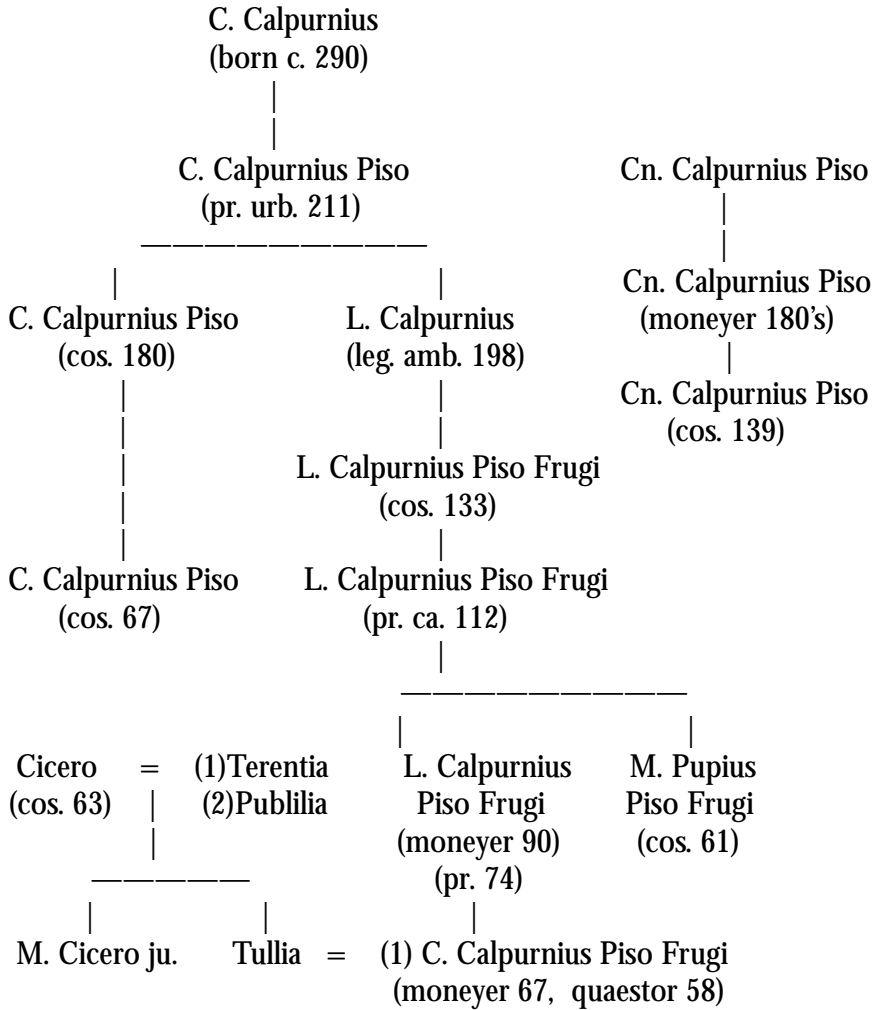 C. Calpurnius
(born c. 290)
C. Calpurnius Piso
(pr. urb. 211)
Cn. Calpurnius Piso
Cn. Calpurnius Piso
(moneyer 180's)
C. Calpurnius Piso
(cos. 180)
L. Calpurnius
(leg. amb. 198)
Cn. Calpurnius Piso
(cos. 139)
L. Calpurnius Piso Frugi
(cos. 133)
C. Calpurnius Piso
(cos. 67)
L. Calpurnius Piso Frugi
(pr. ca. 112)
Cicero = (1)Terentia
(cos. 63) (2)Publilia
L. Calpurnius
Piso Frugi
(moneyer 90)
(pr. 74)
M. Pupius
Piso Frugi
(cos. 61)
M. Cicero ju. Tullia = (1) C. Calpurnius Piso Frugi
(moneyer 67, quaestor 58)